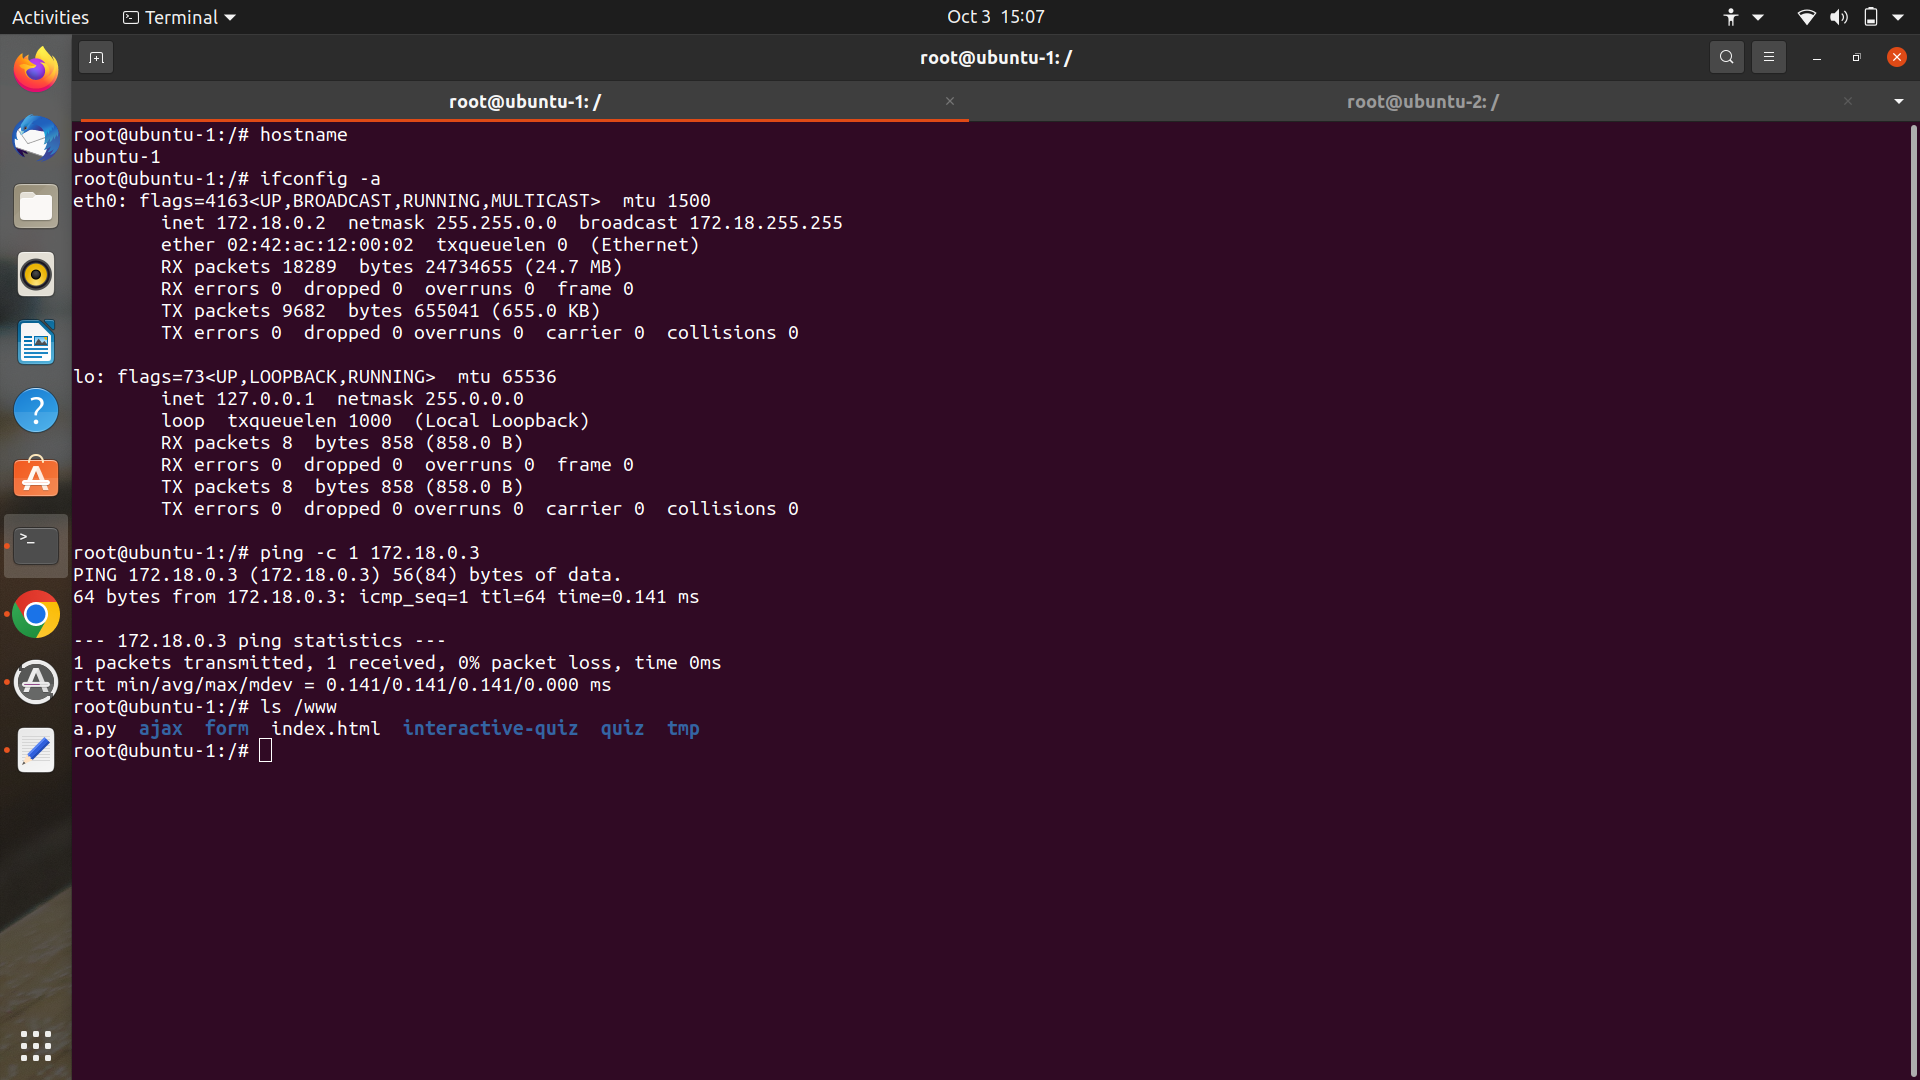 Activities
Terminal
Oct 3 15:07
root@ubuntu-1: /
root@ubuntu-1: /
root@ubuntu-2: /
root@ubuntu-1:/# hostname
ubuntu-1
root@ubuntu-1:/# ifconfig -a
eth0: flags=4163<UP,BROADCAST,RUNNING,MULTICAST>  mtu 1500
        inet 172.18.0.2  netmask 255.255.0.0  broadcast 172.18.255.255
        ether 02:42:ac:12:00:02  txqueuelen 0  (Ethernet)
        RX packets 18289  bytes 24734655 (24.7 MB)
        RX errors 0  dropped 0  overruns 0  frame 0
        TX packets 9682  bytes 655041 (655.0 KB)
        TX errors 0  dropped 0 overruns 0  carrier 0  collisions 0
lo: flags=73<UP,LOOPBACK,RUNNING>  mtu 65536
        inet 127.0.0.1  netmask 255.0.0.0
        loop  txqueuelen 1000  (Local Loopback)
        RX packets 8  bytes 858 (858.0 B)
        RX errors 0  dropped 0  overruns 0  frame 0
        TX packets 8  bytes 858 (858.0 B)
        TX errors 0  dropped 0 overruns 0  carrier 0  collisions 0
root@ubuntu-1:/# ping -c 1 172.18.0.3
PING 172.18.0.3 (172.18.0.3) 56(84) bytes of data.
64 bytes from 172.18.0.3: icmp_seq=1 ttl=64 time=0.141 ms
--- 172.18.0.3 ping statistics ---
1 packets transmitted, 1 received, 0% packet loss, time 0ms
rtt min/avg/max/mdev = 0.141/0.141/0.141/0.000 ms
root@ubuntu-1:/# ls /www
a.py  ajax  form  index.html  interactive-quiz  quiz  tmp
root@ubuntu-1:/#